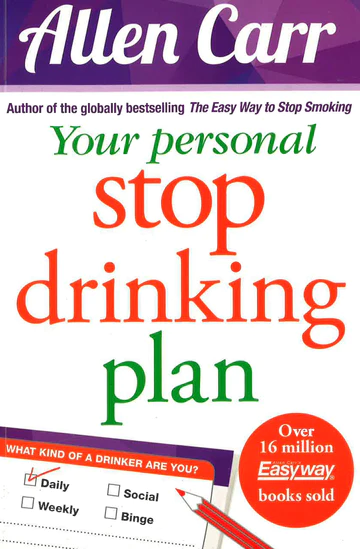 Allen Carr
Author of the globally bestselling The Easy Way to Stop Smoking
Your personal
stop
drinking
plan
WHAT KIND OF A DRINKER ARE YOU?
Daily
Social
Weekly
Binge
Over
16 million
Easyway
books sold